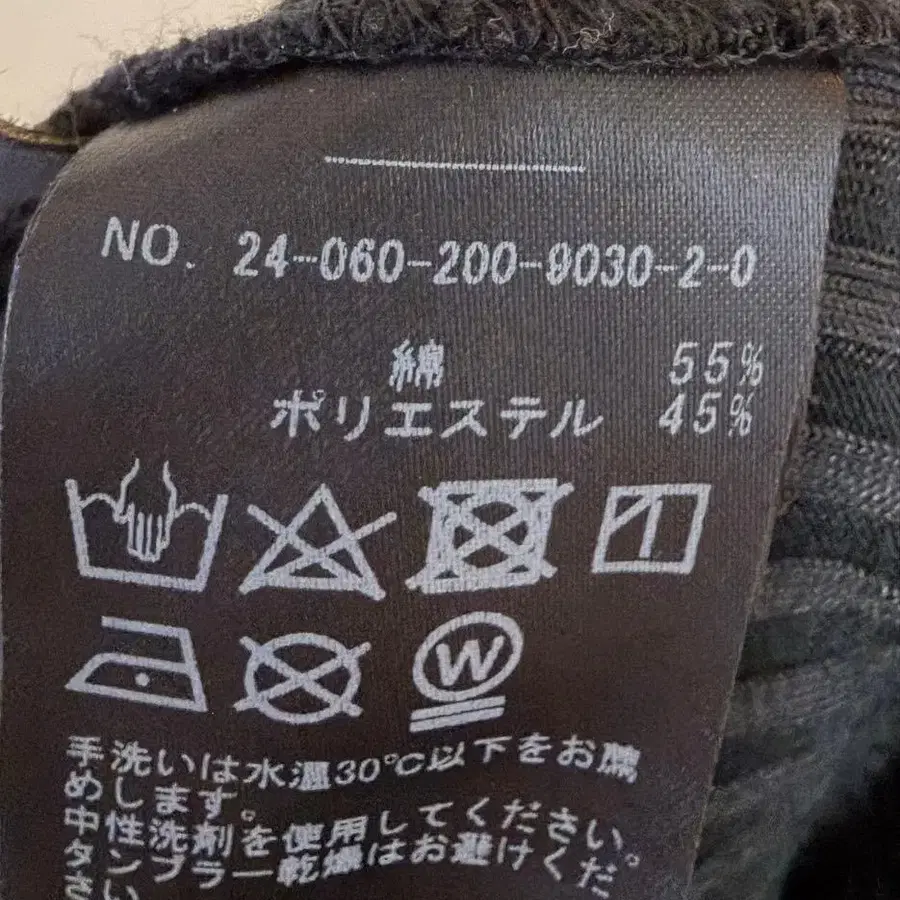 NO. 24-060-200-9030-2-0
綿 55%
ポリエステル 45%
W
手洗いは水温30℃以下をお薦
めします。
中性洗剤を使用してください。
タンブラー乾燥はお避けくだ
さい